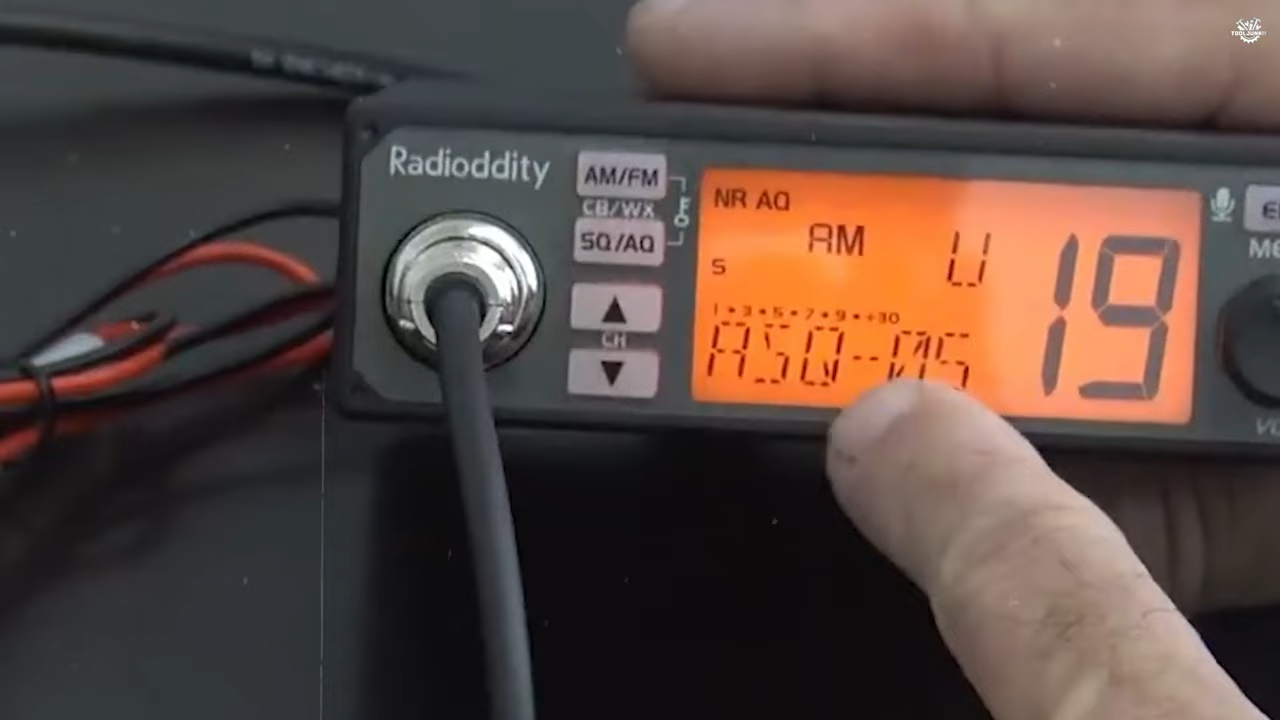 TOOLJUNKIE
Radioddity
AM/FM
CB/WX
SQ/AQ
▲
CH
▼
NR AQ
AM
U
19
S
1•3•5•7•9•+30
ASQ--05